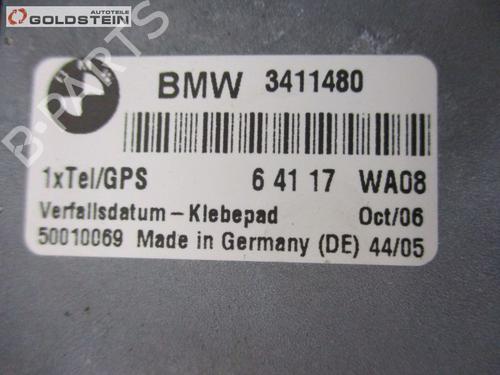 Autoteile
GOLDSTEIN
B-PARTS
BMW 3411480
1xTel/GPS 6 41 17 WA08
Verfallsdatum-Klebepad Oct/06
50010069 Made in Germany (DE) 44/05